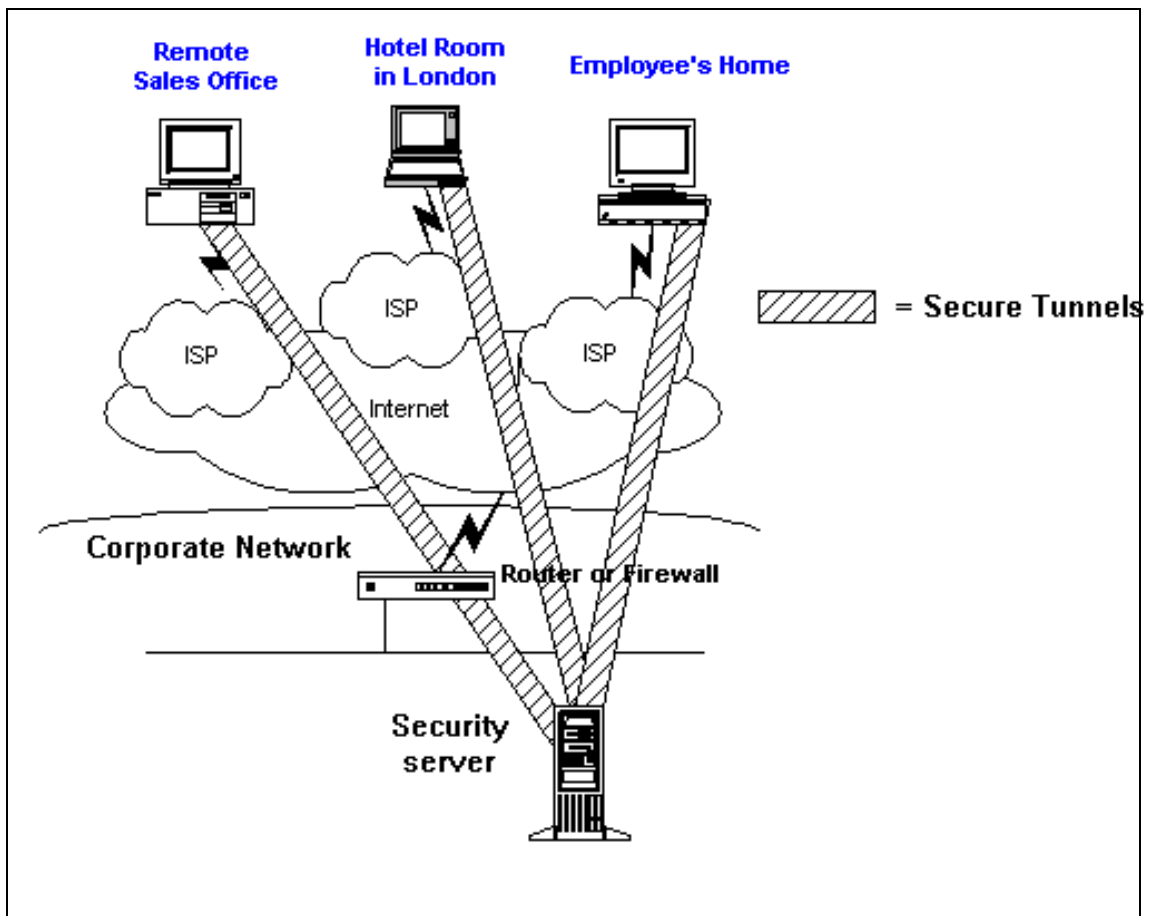 Remote
Sales Office
Hotel Room
in London
Employee's Home
ISP
ISP
ISP
= Secure Tunnels
Internet
Corporate Network
Router or Firewall
Security
server